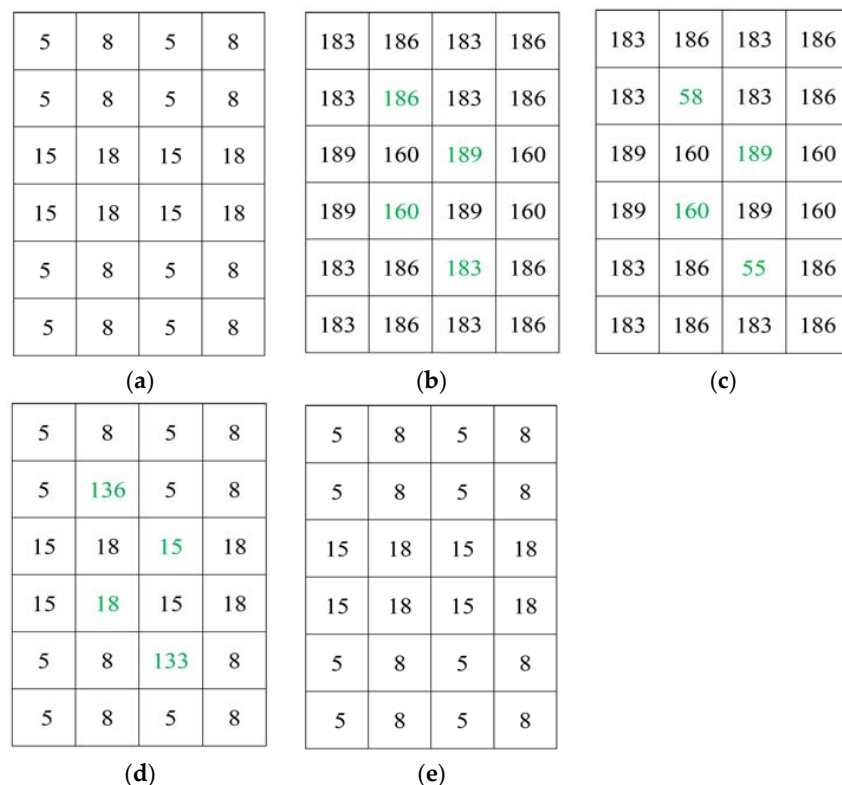 5 8 5 8 183 186 183 186 183 186 183 186
5 8 5 8 183 186 183 186 183 58 183 186
15 18 15 18 189 160 189 160 189 160 189 160
15 18 15 18 189 160 189 160 189 160 189 160
5 8 5 8 183 186 183 186 183 186 55 186
5 8 5 8 183 186 183 186 183 186 183 186
(a) (b) (c)
5 8 5 8 5 8 5 8
5 136 5 8 5 8 5 8
15 18 15 18 15 18 15 18
15 18 15 18 15 18 15 18
5 8 133 8 5 8 5 8
5 8 5 8 5 8 5 8
(d) (e)